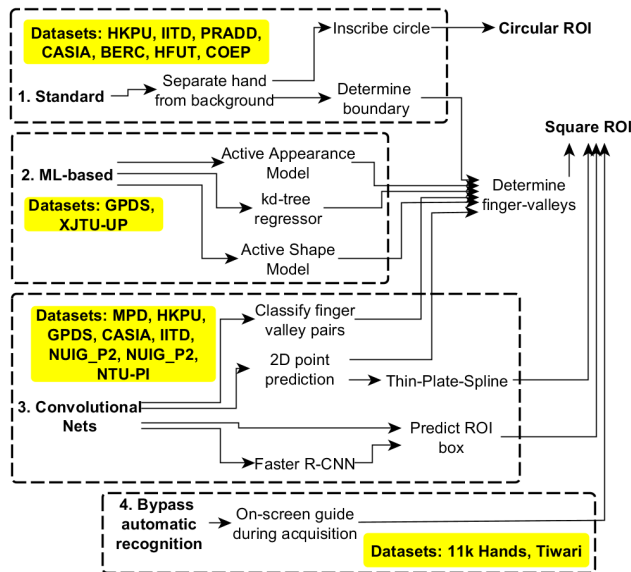 Datasets: HKPU, IITD, PRADD,
CASIA, BERC, HFUT, COEP
Inscribe circle
Circular ROI
1. Standard
Separate hand
from background
Determine
boundary
Square ROI
2. ML-based
Datasets: GPDS,
XJTU-UP
Active Appearance
Model
kd-tree
regressor
Active Shape
Model
Determine
finger-valleys
Datasets: MPD, HKPU,
GPDS, CASIA, IITD,
NUIG_P2, NUIG_P2,
NTU-PI
Classify finger
valley pairs
2D point
prediction
Thin-Plate-Spline
3. Convolutional
Nets
Predict ROI
box
Faster R-CNN
4. Bypass
automatic
recognition
On-screen guide
during acquisition
Datasets: 11k Hands, Tiwari